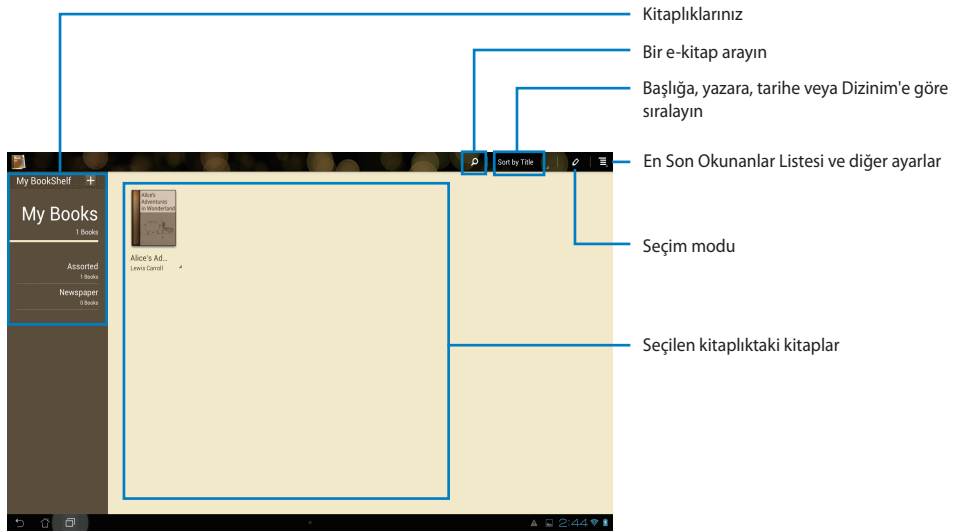 Kitaplıklarınız
Bir e-kitap arayın
Başlığa, yazara, tarihe veya Dizinim'e göre
sıralayın
En Son Okunanlar Listesi ve diğer ayarlar
Seçim modu
Seçilen kitaplıktaki kitaplar
Sort by Title
My BookShelf
My Books
1 Books
Assorted
1 Books
Newspaper
0 Books
Alice's
Adventures
in Wonderland
Alice's Ad...
Lewis Carroll
2:44